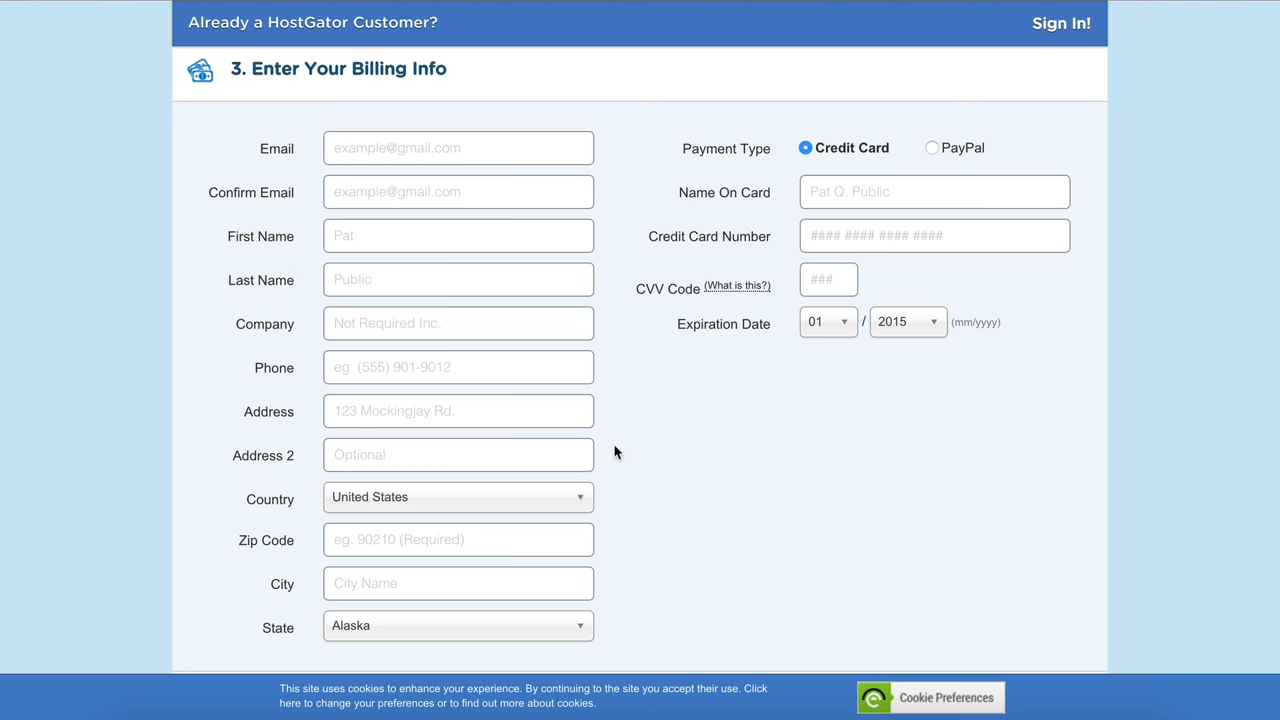 Already a HostGator Customer?
Sign In!
3. Enter Your Billing Info
Email
example@gmail.com
Confirm Email
example@gmail.com
First Name
Pat
Last Name
Public
Company
Not Required Inc.
Phone
eg. (555) 901-9012
Address
123 Mockingjay Rd.
Address 2
Optional
Country
United States
Zip Code
eg. 90210 (Required)
City
City Name
State
Alaska
Payment Type
Credit Card
PayPal
Name On Card
Pat Q. Public
Credit Card Number
#### #### #### ####
CVV Code (What is this?)
###
Expiration Date
01 / 2015 (mm/yyyy)
This site uses cookies to enhance your experience. By continuing to the site you accept their use. Click
here to change your preferences or to find out more about cookies.
Cookie Preferences